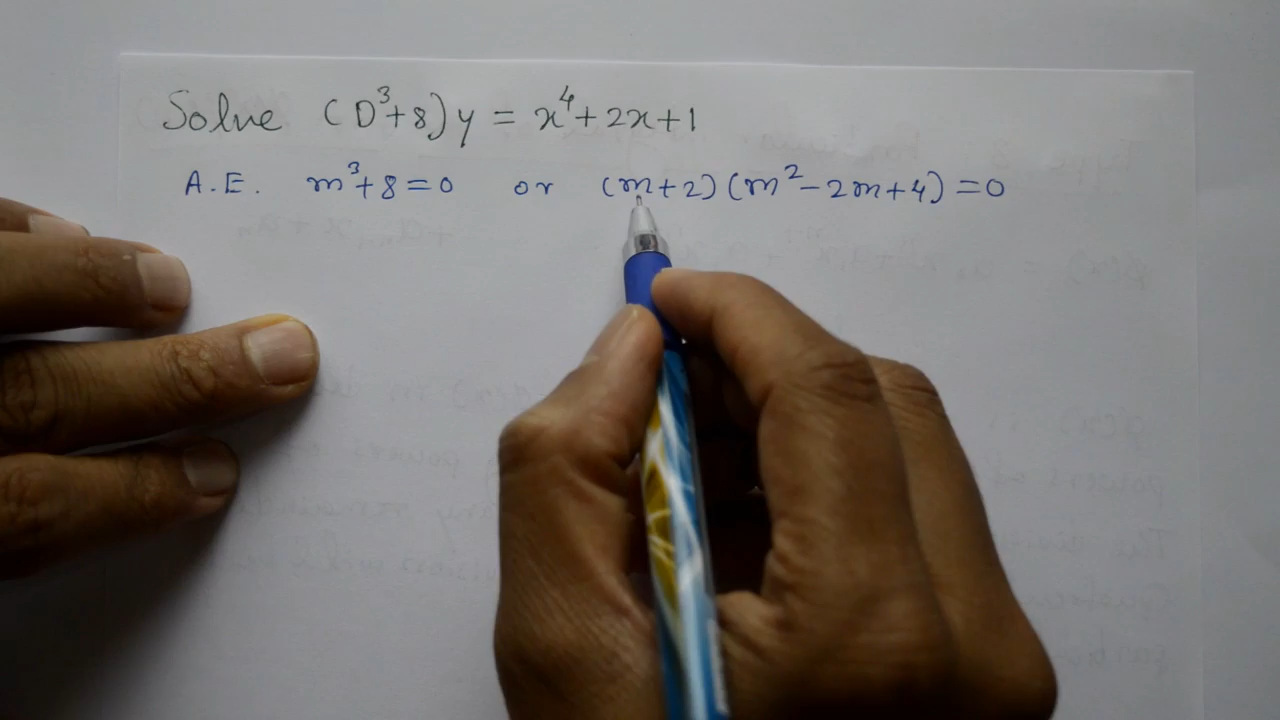 Solve (D³+8)y = x⁴+2x+1
A.E. m³+8=0 or (m+2)(m²-2m+4)=0